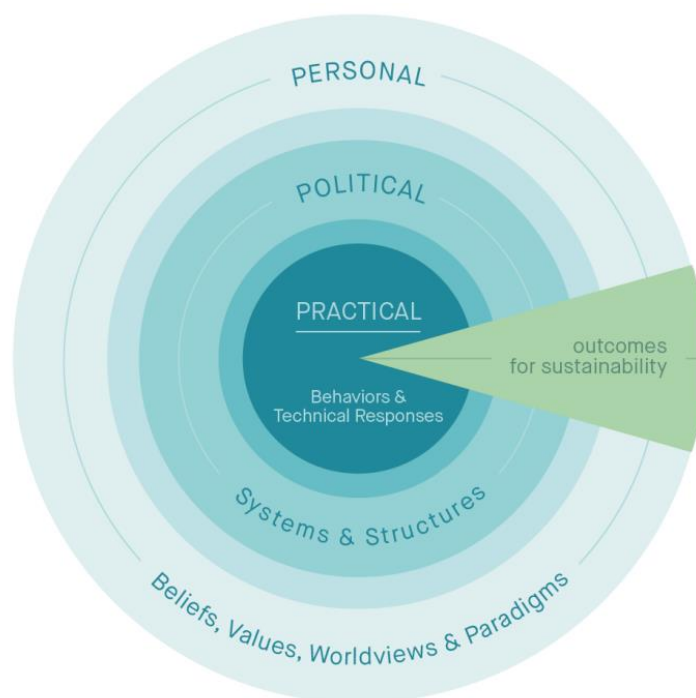 PERSONAL
POLITICAL
PRACTICAL
Behaviors &
Technical Responses
outcomes
for sustainability
Systems & Structures
Beliefs, Values, Worldviews & Paradigms